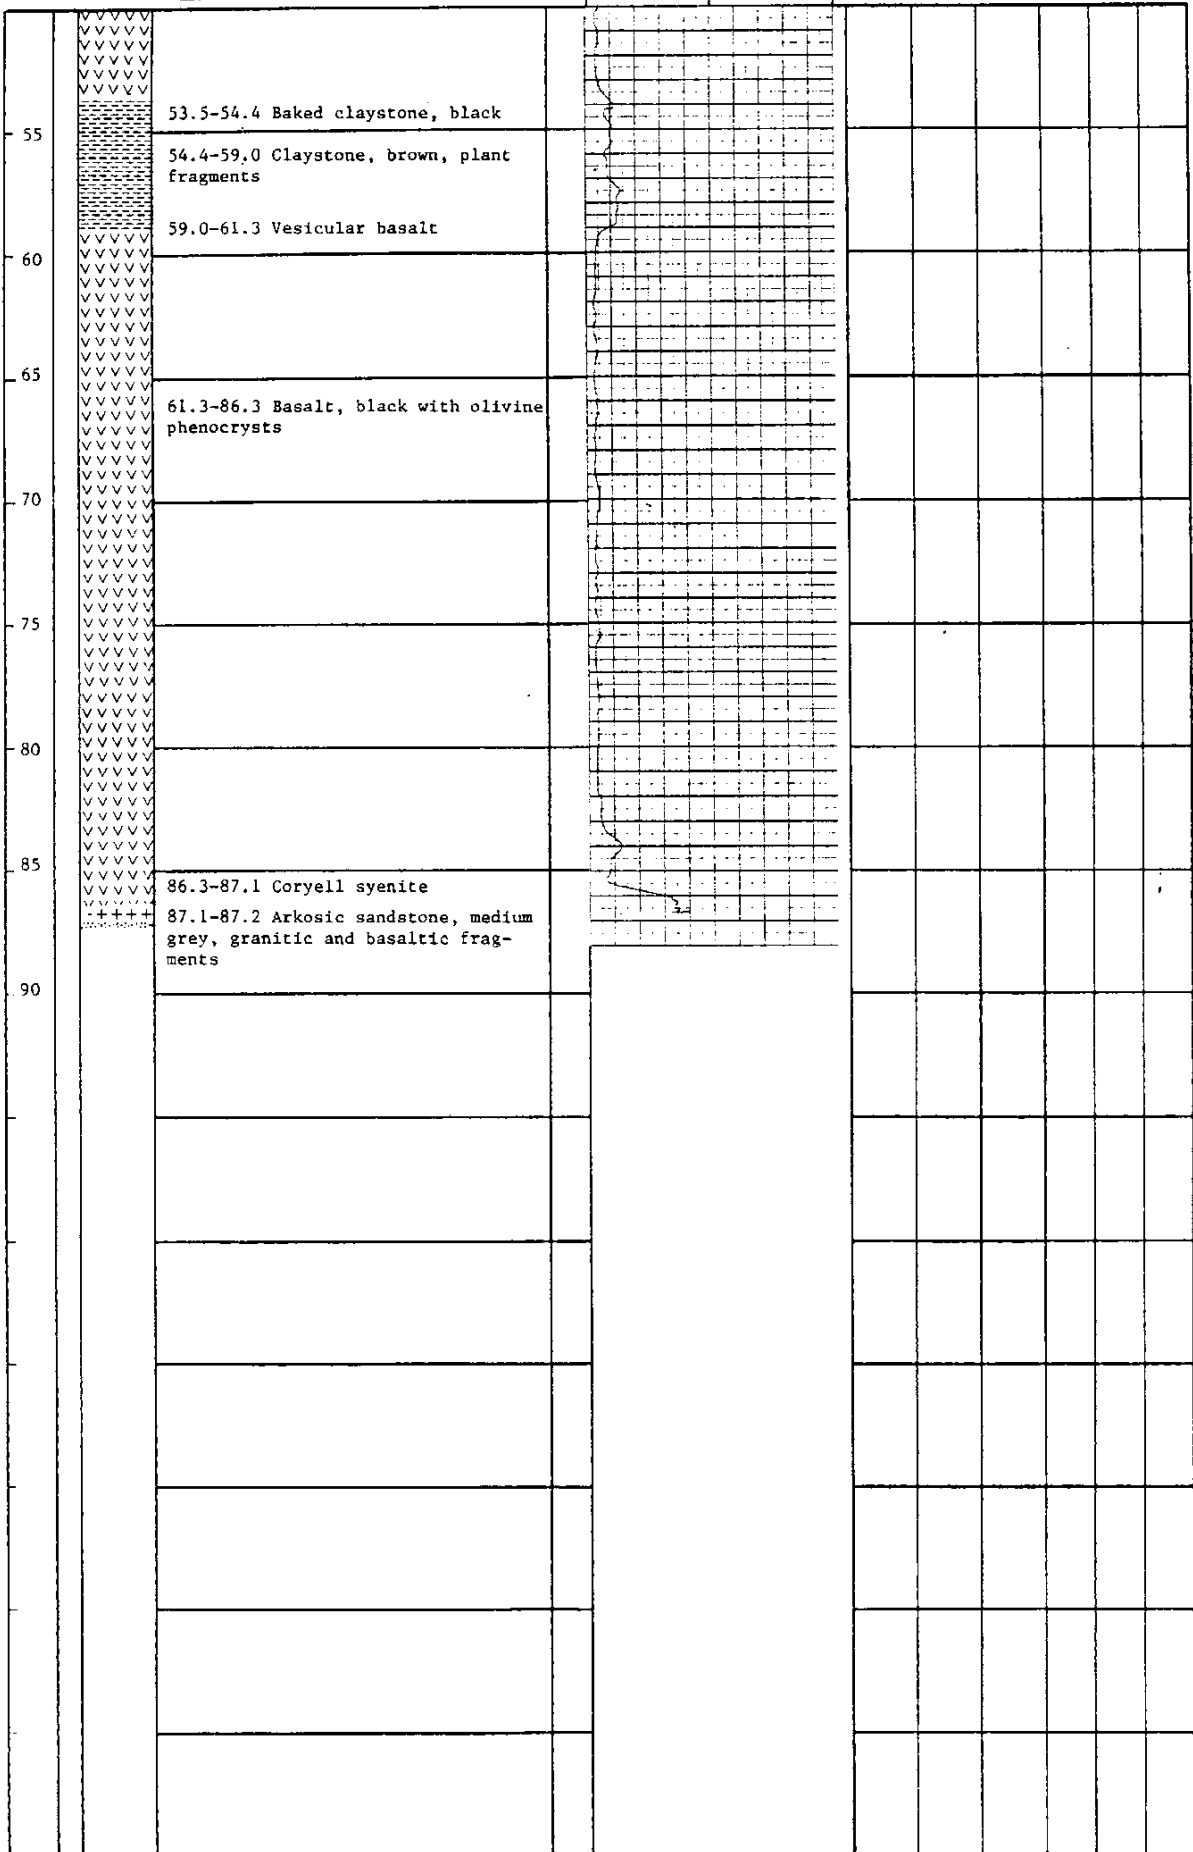 53.5-54.4 Baked claystone, black
55
54.4-59.0 Claystone, brown, plant
fragments
59.0-61.3 Vesicular basalt
60
65
61.3-86.3 Basalt, black with olivine
phenocrysts
70
75
80
85
86.3-87.1 Coryell syenite
87.1-87.2 Arkosic sandstone, medium
grey, granitic and basaltic frag-
ments
90